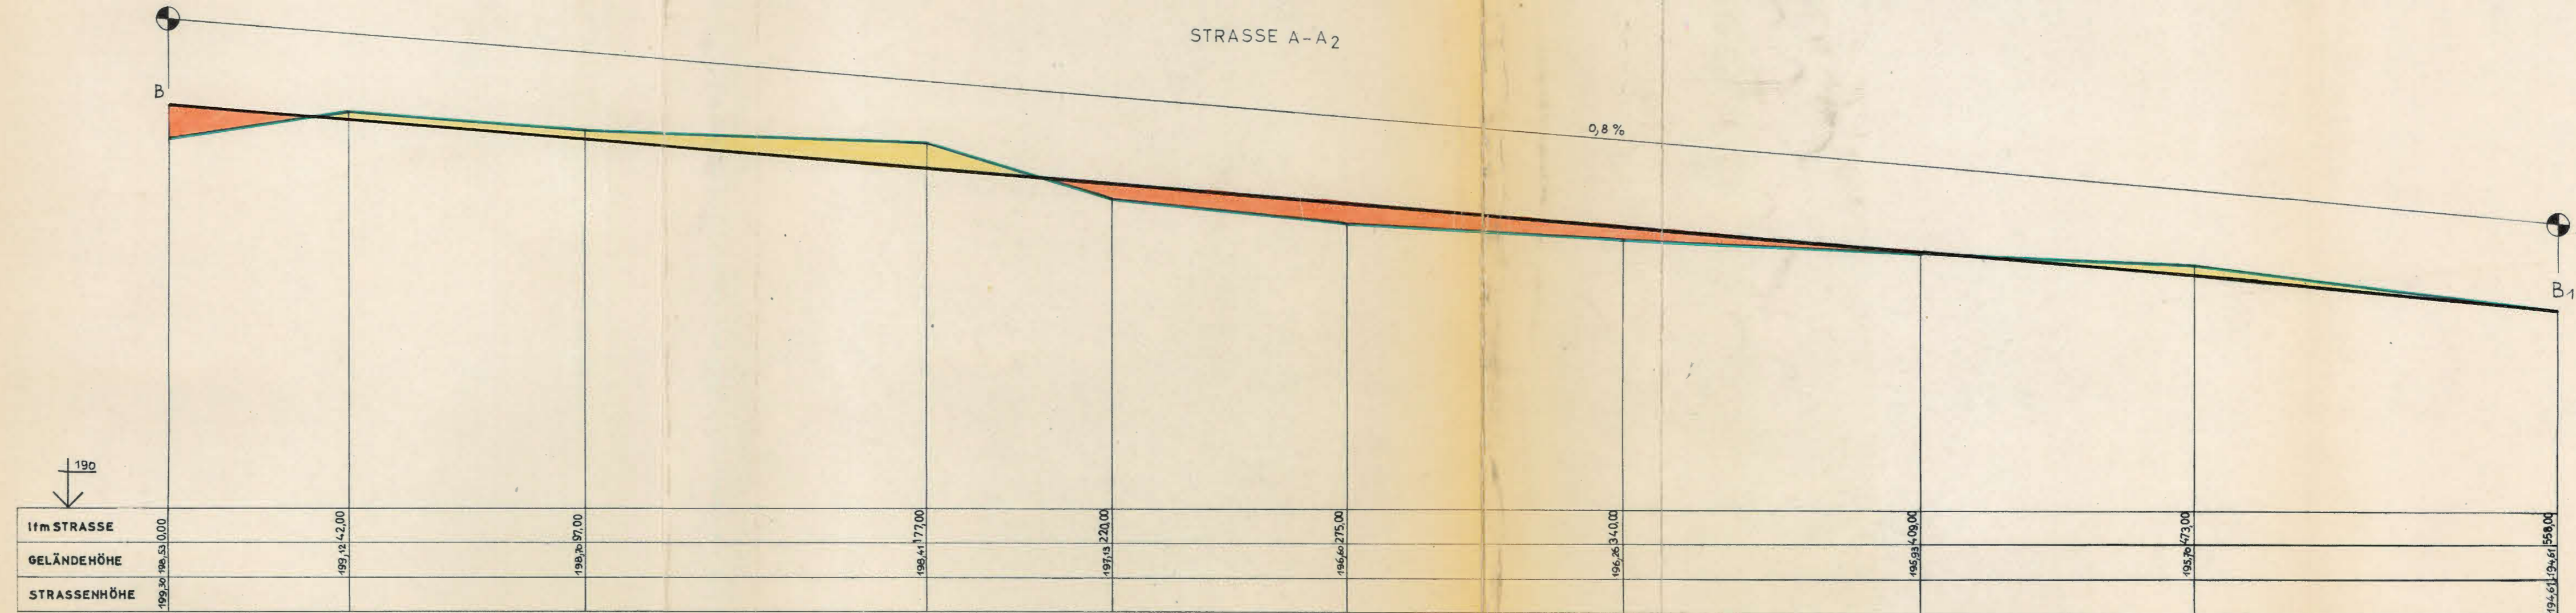 STRASSE A-A2
B
0,8 %
B1
190
lfm STRASSE 0,00 42,00 97,00 177,00 220,00 275,00 340,00 409,00 473,00 558,00
GELÄNDEHÖHE 198,53 199,12 198,70 198,41 197,13 196,60 196,26 195,93 195,70 194,61
STRASSENHÖHE 199,30 194,61